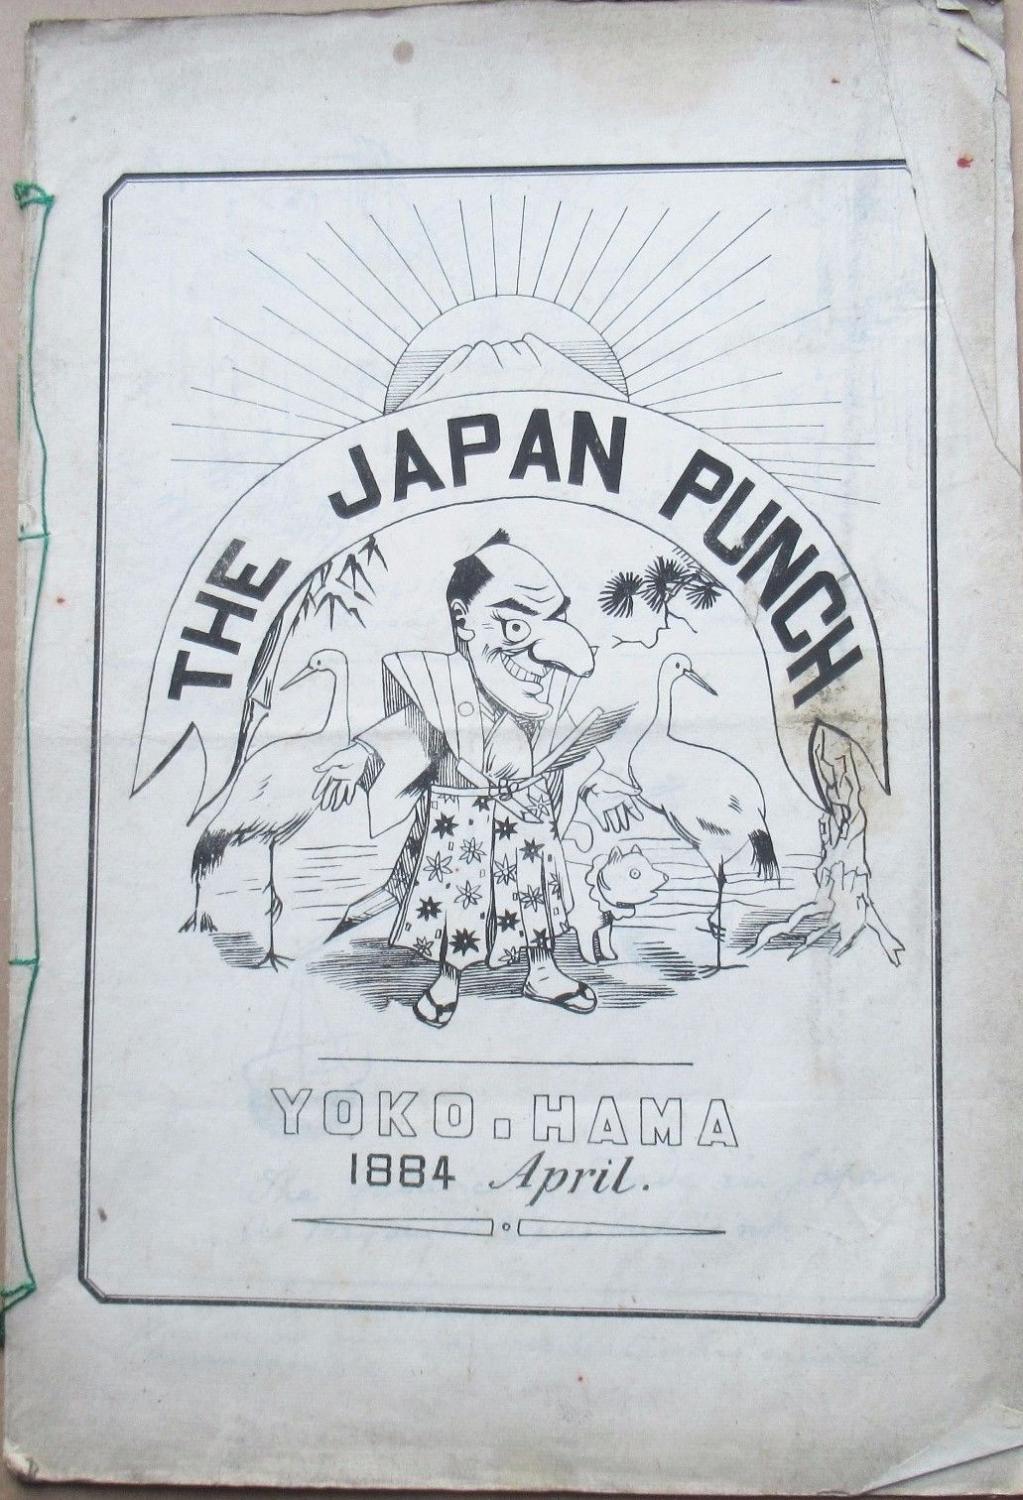 THE JAPAN PUNCH
YOKO.HAMA
1884 April.